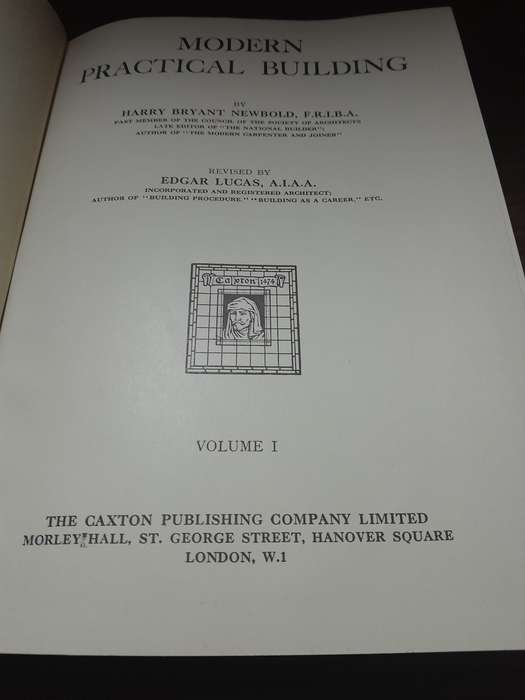 MODERN
PRACTICAL BUILDING
BY
HARRY BRYANT NEWBOLD, F.R.I.B.A.
PAST MEMBER OF THE COUNCIL OF THE SOCIETY OF ARCHITECTS
LATE EDITOR OF "THE NATIONAL BUILDER";
AUTHOR OF "THE MODERN CARPENTER AND JOINER"
REVISED BY
EDGAR LUCAS, A.I.A.A.
INCORPORATED AND REGISTERED ARCHITECT;
AUTHOR OF "BUILDING PROCEDURE," "BUILDING AS A CAREER," ETC.
Caxton 1474
VOLUME I
THE CAXTON PUBLISHING COMPANY LIMITED
MORLEY HALL, ST. GEORGE STREET, HANOVER SQUARE
LONDON, W.1